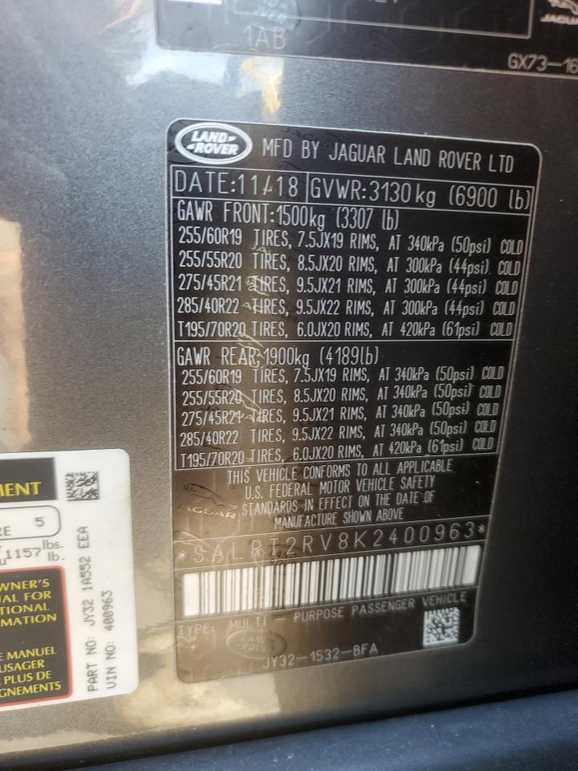 1AB
JAGUAR
GX73-16
LAND
ROVER
MFD BY JAGUAR LAND ROVER LTD
DATE:11/18 GVWR:3130 kg (6900 lb)
GAWR FRONT:1500kg (3307 lb)
255/60R19 TIRES, 7.5JX19 RIMS, AT 340kPa (50psi) COLD
255/55R20 TIRES, 8.5JX20 RIMS, AT 300kPa (44psi) COLD
275/45R21 TIRES, 9.5JX21 RIMS, AT 300kPa (44psi) COLD
285/40R22 TIRES, 9.5JX22 RIMS, AT 300kPa (44psi) COLD
T195/70R20 TIRES, 6.0JX20 RIMS, AT 420kPa (61psi) COLD
GAWR REAR:1900kg (4189lb)
255/60R19 TIRES, 7.5JX19 RIMS, AT 340kPa (50psi) COLD
255/55R20 TIRES, 8.5JX20 RIMS, AT 340kPa (50psi) COLD
275/45R21 TIRES, 9.5JX21 RIMS, AT 340kPa (50psi) COLD
285/40R22 TIRES, 9.5JX22 RIMS, AT 340kPa (50psi) COLD
T195/70R20 TIRES, 6.0JX20 RIMS, AT 420kPa (61psi) COLD
THIS VEHICLE CONFORMS TO ALL APPLICABLE
U.S. FEDERAL MOTOR VEHICLE SAFETY
STANDARDS IN EFFECT ON THE DATE OF
MANUFACTURE SHOWN ABOVE
JAGUAR
*SALRT2RV8K2400963*
TYPE: MULTI - PURPOSE PASSENGER VEHICLE
JY32-1532-BFA
MENT
RE 5
1157 lbs.
lb.
WNER'S
AL FOR
TIONAL
MATION
E MANUEL
USAGER
PLUS DE
GNEMENTS
PART NO: JY32 1A552 EEA
VIN NO: 400963